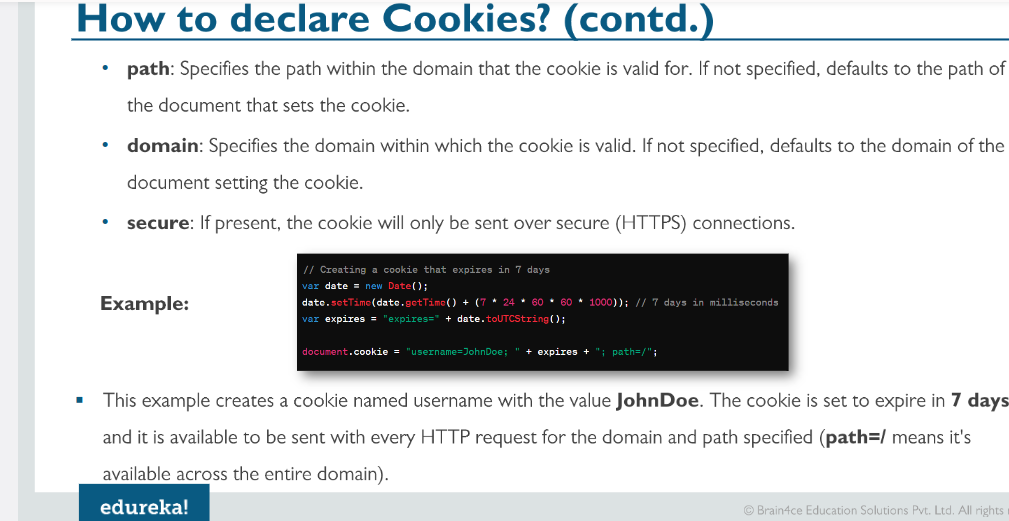 How to declare Cookies? (contd.)
• path: Specifies the path within the domain that the cookie is valid for. If not specified, defaults to the path of
the document that sets the cookie.
• domain: Specifies the domain within which the cookie is valid. If not specified, defaults to the domain of the
document setting the cookie.
• secure: If present, the cookie will only be sent over secure (HTTPS) connections.
Example:
// Creating a cookie that expires in 7 days
var date = new Date();
date.setTime(date.getTime() + (7 * 24 * 60 * 60 * 1000)); // 7 days in milliseconds
var expires = "expires=" + date.toUTCString();
document.cookie = "username=JohnDoe; " + expires + "; path=/";
▪ This example creates a cookie named username with the value JohnDoe. The cookie is set to expire in 7 days
and it is available to be sent with every HTTP request for the domain and path specified (path=/ means it's
available across the entire domain).
edureka!
© Brain4ce Education Solutions Pvt. Ltd. All rights